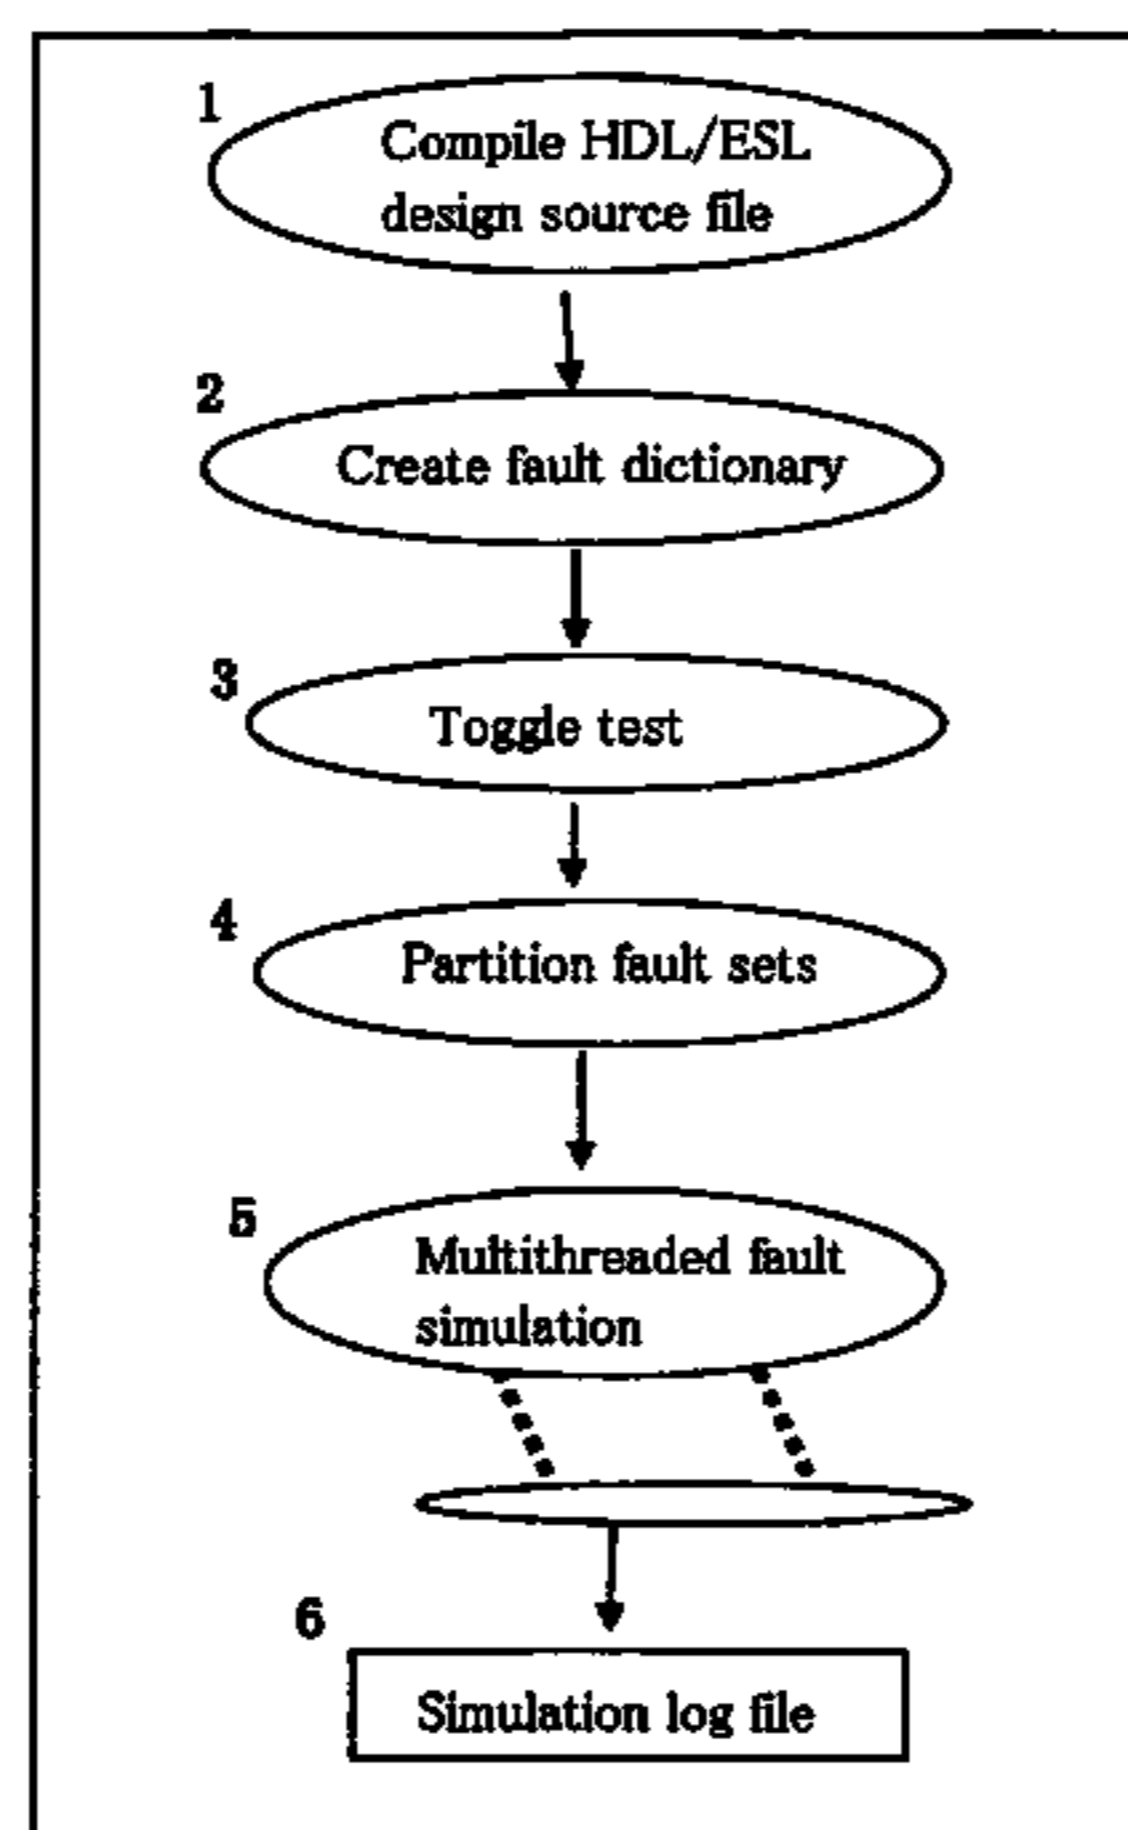 1
Compile HDL/ESL
design source file
2
Create fault dictionary
3
Toggle test
4
Partition fault sets
5
Multithreaded fault
simulation
6
Simulation log file